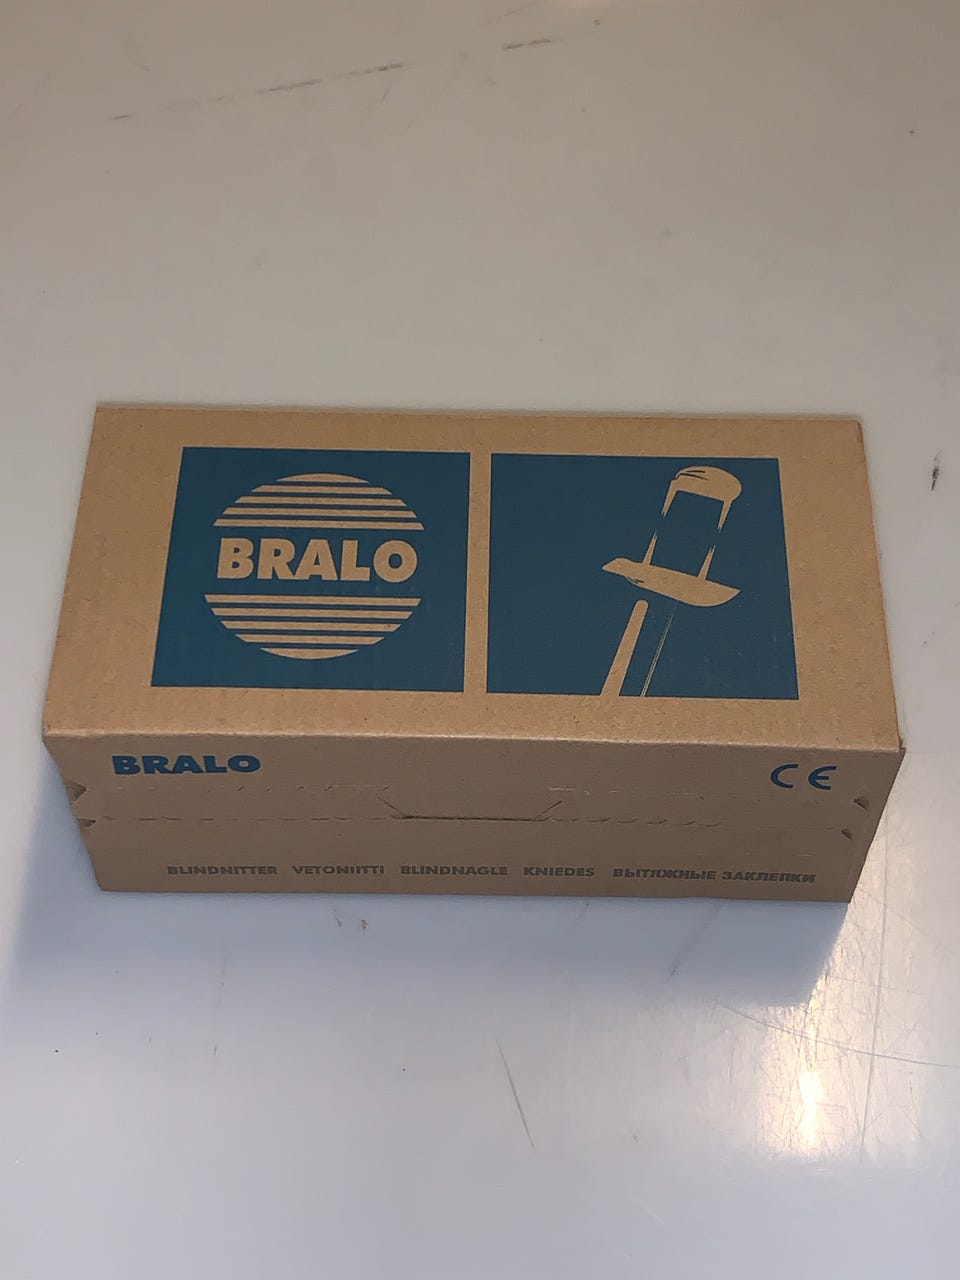 BRALO
BRALO CE
BLINDNITTER VETONIITTI BLINDNAGLE KNIEDES ВЫТЯЖНЫЕ ЗАКЛЕПКИ